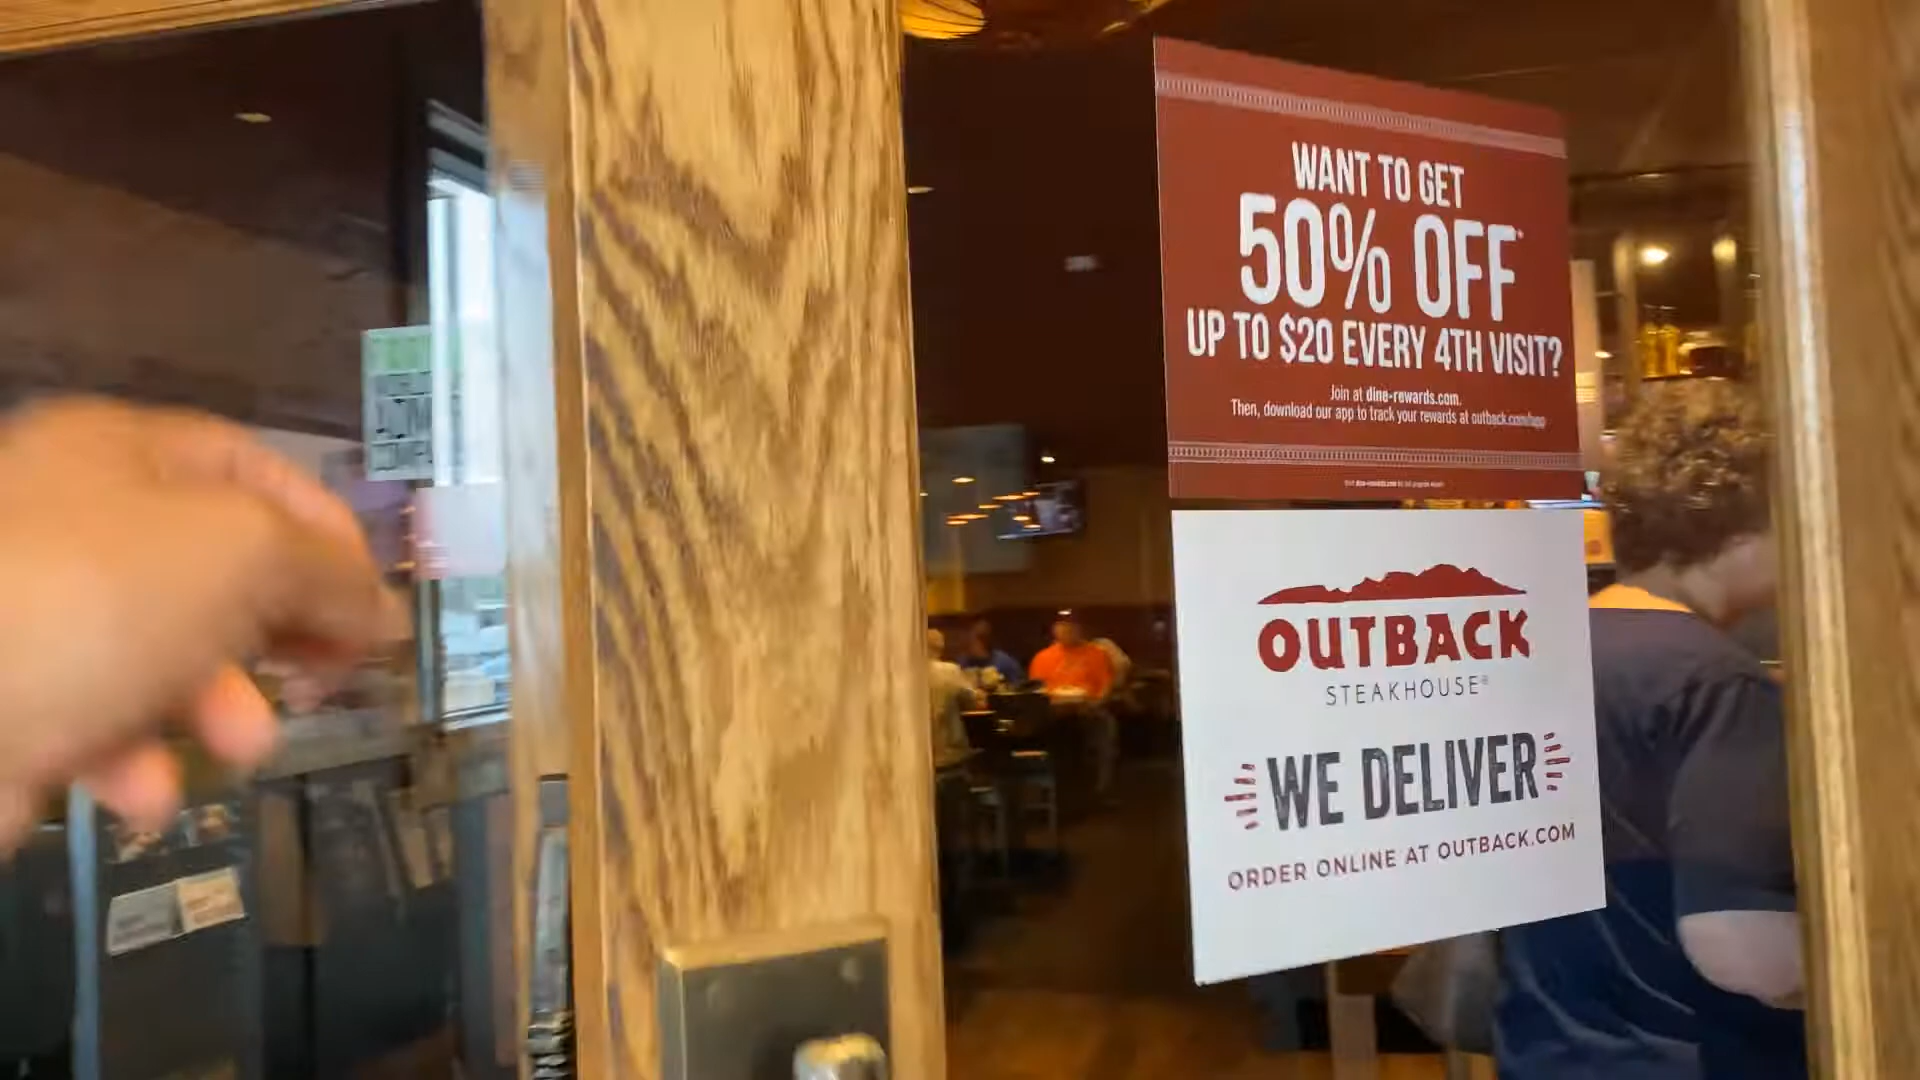 WANT TO GET
50% OFF*
UP TO $20 EVERY 4TH VISIT?
Join at dine-rewards.com.
Then, download our app to track your rewards at outback.com/app
OUTBACK
STEAKHOUSE®
WE DELIVER
ORDER ONLINE AT OUTBACK.COM